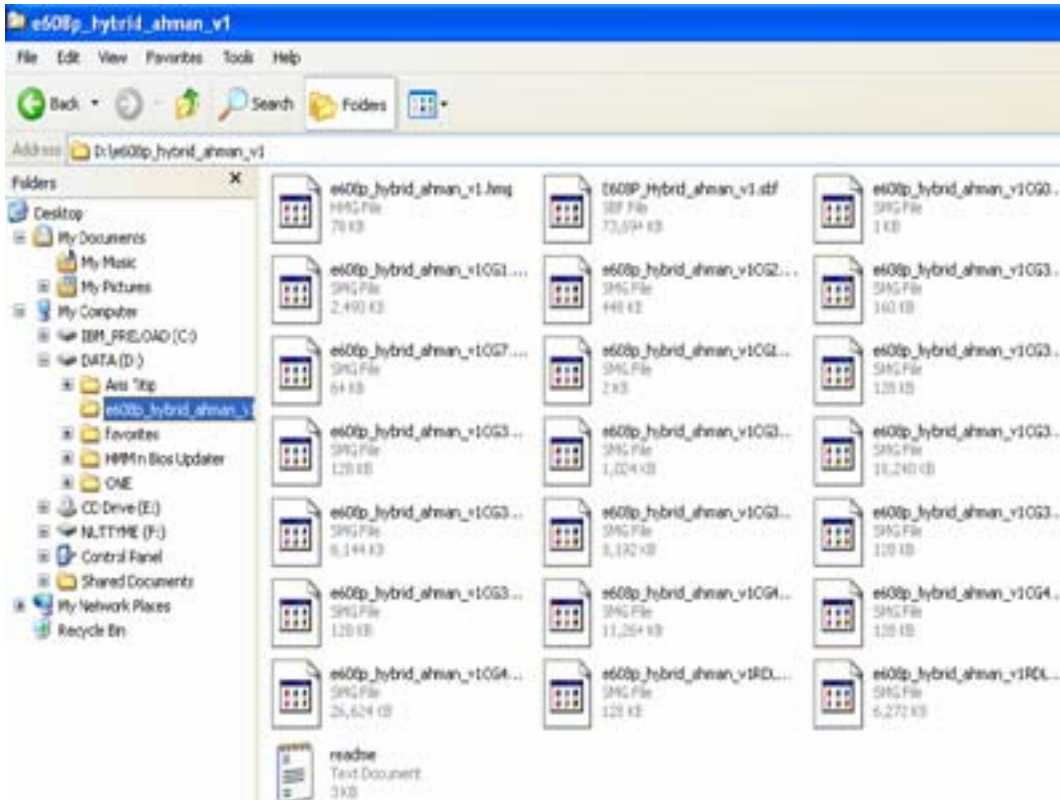 e608p_hybrid_ahman_v1
File Edit View Favorites Tools Help
Back Search Folders
Address D:\e608p_hybrid_ahman_v1
Folders x
Desktop
My Documents
My Music
My Pictures
My Computer
IBM_PRELOAD (C:)
DATA (D:)
e608p_hybrid_ahman_v1
Favorites
HMM n Bios Updater
ONE
CD Drive (E:)
NLTTYME (F:)
Control Panel
Shared Documents
My Network Places
Recycle Bin
e608p_hybrid_ahman_v1.hmg
HMG File
78 KB
E608P_Hybrid_ahman_v1.sbf
SBF File
73,694 KB
e608p_hybrid_ahman_v1CG0...
SMG File
1 KB
e608p_hybrid_ahman_v1CG1....
SMG File
2,493 KB
e608p_hybrid_ahman_v1CG2....
SMG File
448 KB
e608p_hybrid_ahman_v1CG3...
SMG File
160 KB
e608p_hybrid_ahman_v1CG7....
SMG File
64 KB
e608p_hybrid_ahman_v1CG1...
SMG File
2 KB
e608p_hybrid_ahman_v1CG3...
SMG File
128 KB
e608p_hybrid_ahman_v1CG3...
SMG File
128 KB
e608p_hybrid_ahman_v1CG3...
SMG File
1,024 KB
e608p_hybrid_ahman_v1CG3...
SMG File
10,240 KB
e608p_hybrid_ahman_v1CG3...
SMG File
6,144 KB
e608p_hybrid_ahman_v1CG3...
SMG File
8,192 KB
e608p_hybrid_ahman_v1CG3...
SMG File
128 KB
e608p_hybrid_ahman_v1CG3...
SMG File
128 KB
e608p_hybrid_ahman_v1CG4...
SMG File
11,264 KB
e608p_hybrid_ahman_v1CG4...
SMG File
128 KB
e608p_hybrid_ahman_v1CG4...
SMG File
26,624 KB
e608p_hybrid_ahman_v1RDL...
SMG File
128 KB
e608p_hybrid_ahman_v1RDL...
SMG File
6,272 KB
readme
Text Document
3 KB